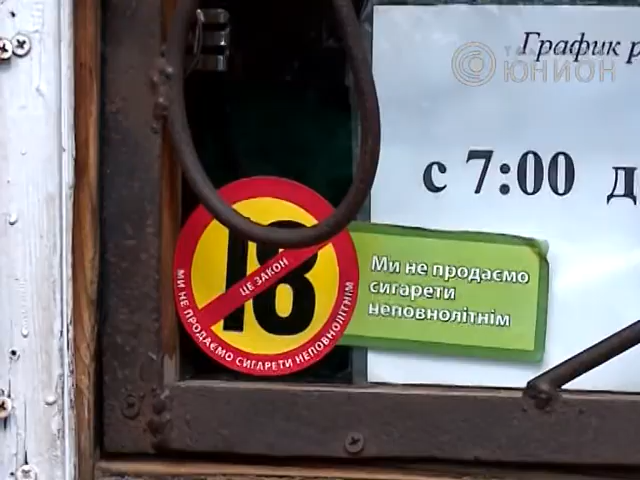 График р
ЮНИОН
с 7:00 д
18
ЦЕ ЗАКОН
МИ НЕ ПРОДАЄМО СИГАРЕТИ НЕПОВНОЛІТНІМ
Ми не продаємо
сигарети
неповнолітнім